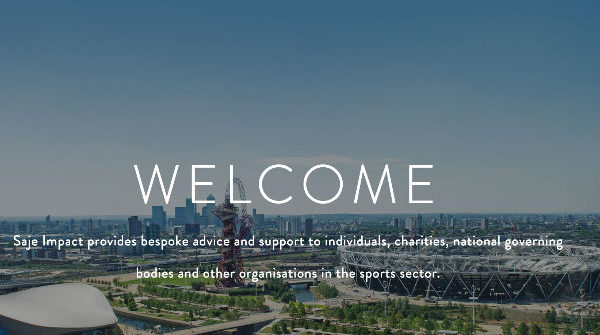 WELCOME
Saje Impact provides bespoke advice and support to individuals, charities, national governing
bodies and other organisations in the sports sector.